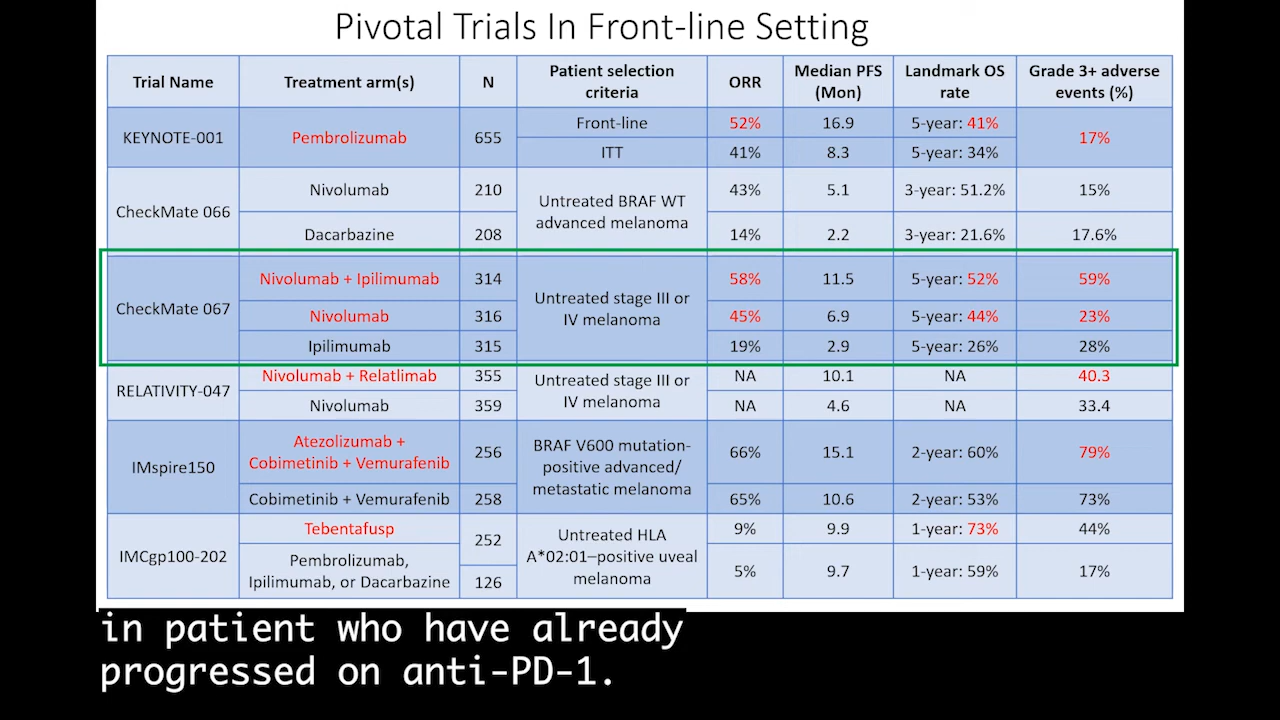 Pivotal Trials In Front-line Setting
Trial Name
Treatment arm(s)
N
Patient selection
criteria
ORR
Median PFS
(Mon)
Landmark OS
rate
Grade 3+ adverse
events (%)
KEYNOTE-001
Pembrolizumab
655
Front-line
52%
16.9
5-year: 41%
17%
ITT
41%
8.3
5-year: 34%
CheckMate 066
Nivolumab
210
Untreated BRAF WT
advanced melanoma
43%
5.1
3-year: 51.2%
15%
Dacarbazine
208
14%
2.2
3-year: 21.6%
17.6%
CheckMate 067
Nivolumab + Ipilimumab
314
Untreated stage III or
IV melanoma
58%
11.5
5-year: 52%
59%
Nivolumab
316
45%
6.9
5-year: 44%
23%
Ipilimumab
315
19%
2.9
5-year: 26%
28%
RELATIVITY-047
Nivolumab + Relatlimab
355
Untreated stage III or
IV melanoma
NA
10.1
NA
40.3
Nivolumab
359
NA
4.6
NA
33.4
IMspire150
Atezolizumab +
Cobimetinib + Vemurafenib
256
BRAF V600 mutation-
positive advanced/
metastatic melanoma
66%
15.1
2-year: 60%
79%
Cobimetinib + Vemurafenib
258
65%
10.6
2-year: 53%
73%
IMCgp100-202
Tebentafusp
252
Untreated HLA
A*02:01–positive uveal
melanoma
9%
9.9
1-year: 73%
44%
Pembrolizumab,
Ipilimumab, or Dacarbazine
126
5%
9.7
1-year: 59%
17%
in patient who have already
progressed on anti-PD-1.